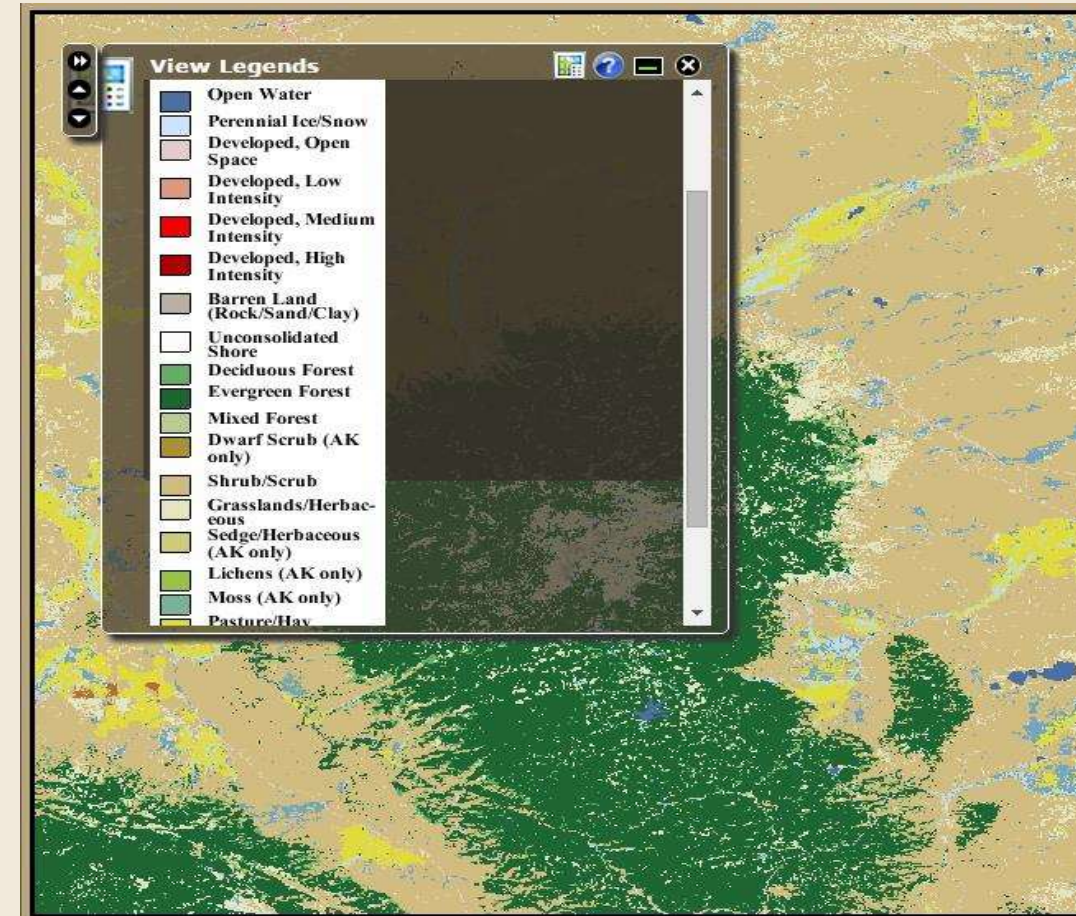 View Legends
?
Open Water
Perennial Ice/Snow
Developed, Open
Space
Developed, Low
Intensity
Developed, Medium
Intensity
Developed, High
Intensity
Barren Land
(Rock/Sand/Clay)
Unconsolidated
Shore
Deciduous Forest
Evergreen Forest
Mixed Forest
Dwarf Scrub (AK
only)
Shrub/Scrub
Grasslands/Herbac-
eous
Sedge/Herbaceous
(AK only)
Lichens (AK only)
Moss (AK only)
Pasture/Hay